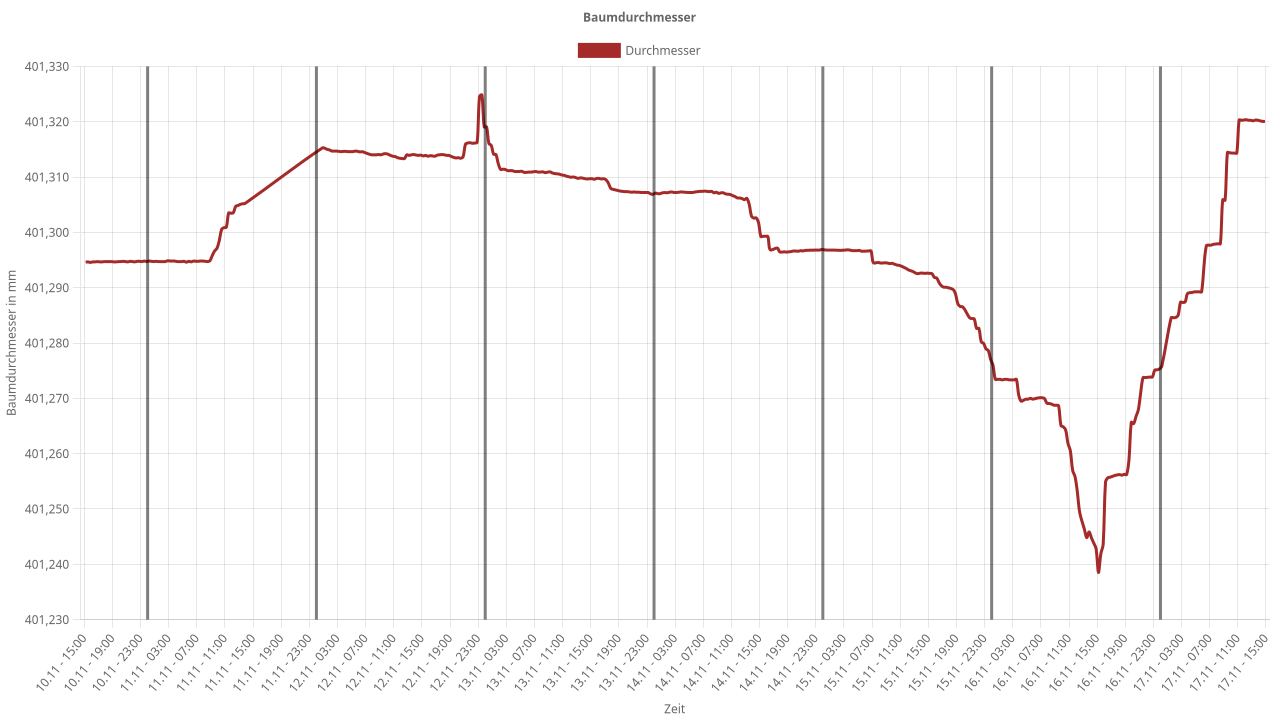 Baumdurchmesser
Durchmesser
401,330
401,320
401,310
401,300
401,290
401,280
401,270
401,260
401,250
401,240
401,230
Baumdurchmesser in mm
10.11 - 15:00
10.11 - 19:00
10.11 - 23:00
11.11 - 03:00
11.11 - 07:00
11.11 - 11:00
11.11 - 15:00
11.11 - 19:00
11.11 - 23:00
12.11 - 03:00
12.11 - 07:00
12.11 - 11:00
12.11 - 15:00
12.11 - 19:00
12.11 - 23:00
13.11 - 03:00
13.11 - 07:00
13.11 - 11:00
13.11 - 15:00
13.11 - 19:00
13.11 - 23:00
14.11 - 03:00
14.11 - 07:00
14.11 - 11:00
14.11 - 15:00
14.11 - 19:00
14.11 - 23:00
15.11 - 03:00
15.11 - 07:00
15.11 - 11:00
15.11 - 15:00
15.11 - 19:00
15.11 - 23:00
16.11 - 03:00
16.11 - 07:00
16.11 - 11:00
16.11 - 15:00
16.11 - 19:00
16.11 - 23:00
17.11 - 03:00
17.11 - 07:00
17.11 - 11:00
17.11 - 15:00
Zeit